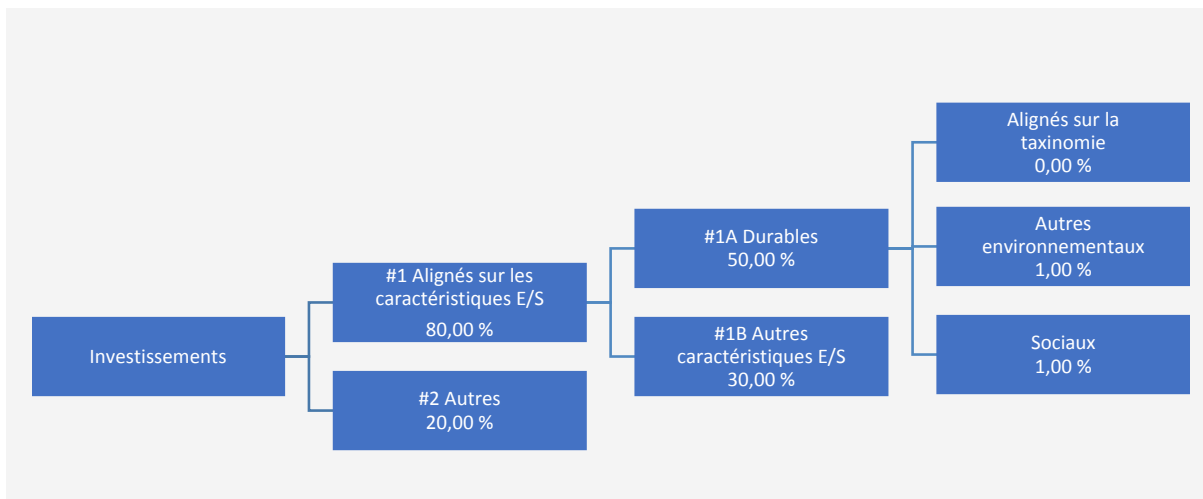 Investissements
#1 Alignés sur les
caractéristiques E/S
80,00 %
#2 Autres
20,00 %
#1A Durables
50,00 %
#1B Autres
caractéristiques E/S
30,00 %
Alignés sur la
taxinomie
0,00 %
Autres
environnementaux
1,00 %
Sociaux
1,00 %